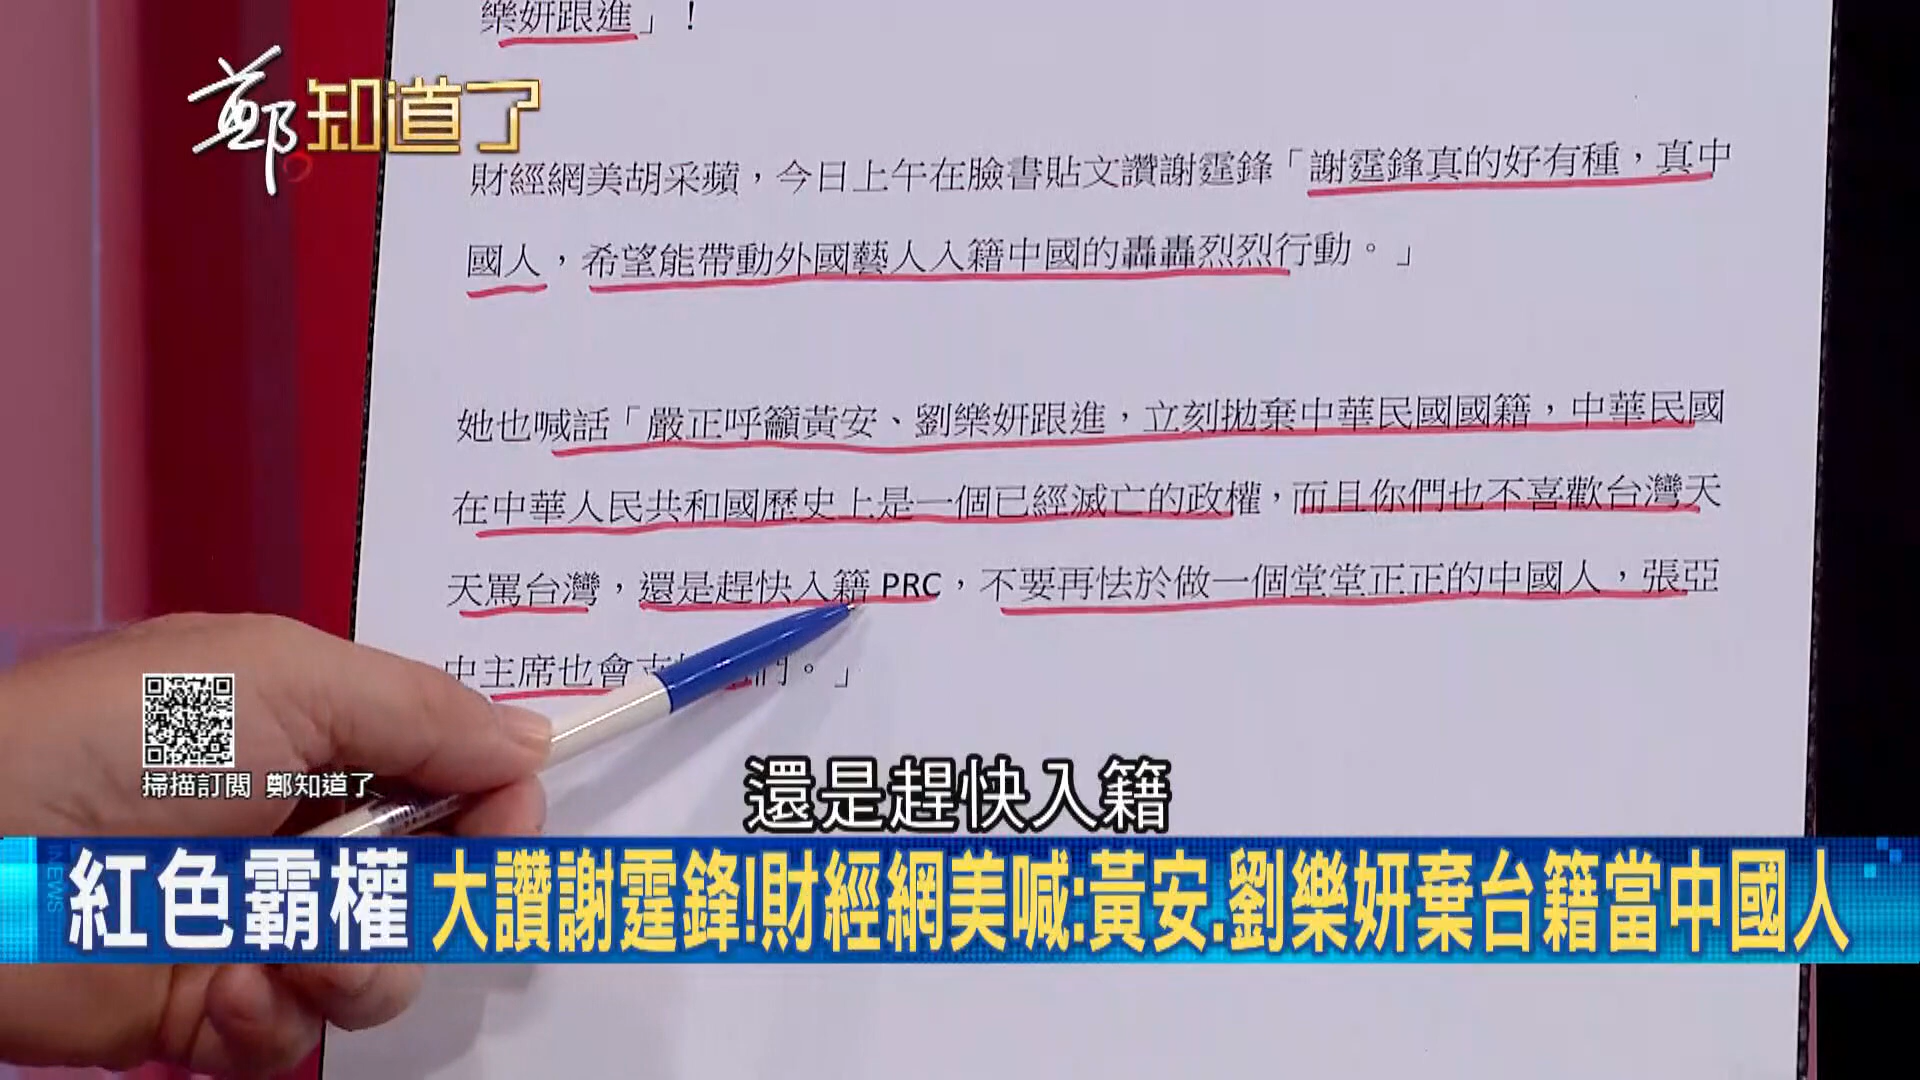 樂妍跟進」！
鄭知道了
財經網美胡采蘋，今日上午在臉書貼文讚謝霆鋒「謝霆鋒真的好有種，真中
國人，希望能帶動外國藝人入籍中國的轟轟烈烈行動。」
她也喊話「嚴正呼籲黃安、劉樂妍跟進，立刻拋棄中華民國國籍，中華民國
在中華人民共和國歷史上是一個已經滅亡的政權，而且你們也不喜歡台灣天
天罵台灣，還是趕快入籍 PRC，不要再怯於做一個堂堂正正的中國人，張亞
中主席也會支 們。」
掃描訂閱 鄭知道了
還是趕快入籍
NEWS
紅色霸權 大讚謝霆鋒!財經網美喊:黃安.劉樂妍棄台籍當中國人